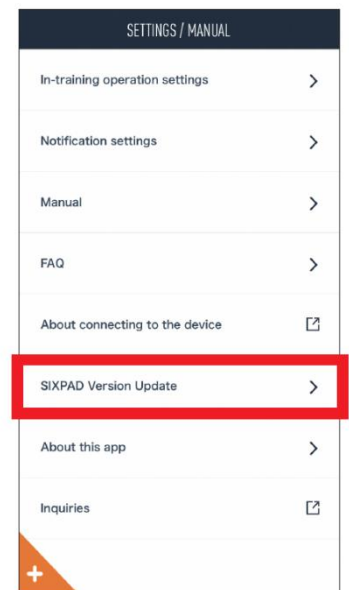 SETTINGS / MANUAL
In-training operation settings
Notification settings
Manual
FAQ
About connecting to the device
SIXPAD Version Update
About this app
Inquiries